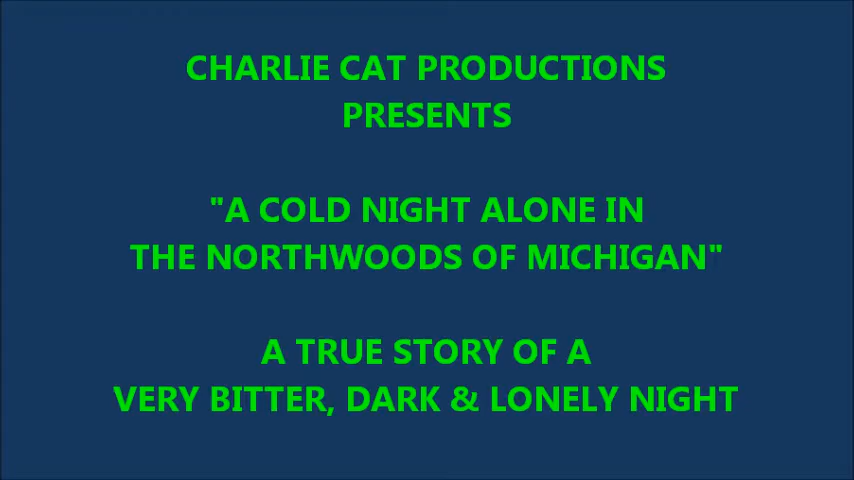 CHARLIE CAT PRODUCTIONS
PRESENTS
"A COLD NIGHT ALONE IN
THE NORTHWOODS OF MICHIGAN"
A TRUE STORY OF A
VERY BITTER, DARK & LONELY NIGHT